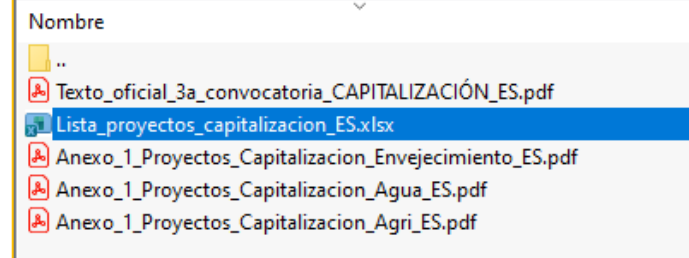 Nombre
..
Texto_oficial_3a_convocatoria_CAPITALIZACIÓN_ES.pdf
Lista_proyectos_capitalizacion_ES.xlsx
Anexo_1_Proyectos_Capitalizacion_Envejecimiento_ES.pdf
Anexo_1_Proyectos_Capitalizacion_Agua_ES.pdf
Anexo_1_Proyectos_Capitalizacion_Agri_ES.pdf